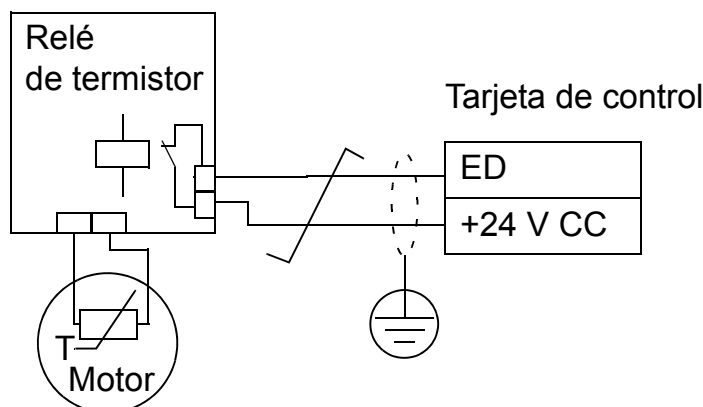 Relé
de termistor
Tarjeta de control
ED
+24 V CC
T
Motor